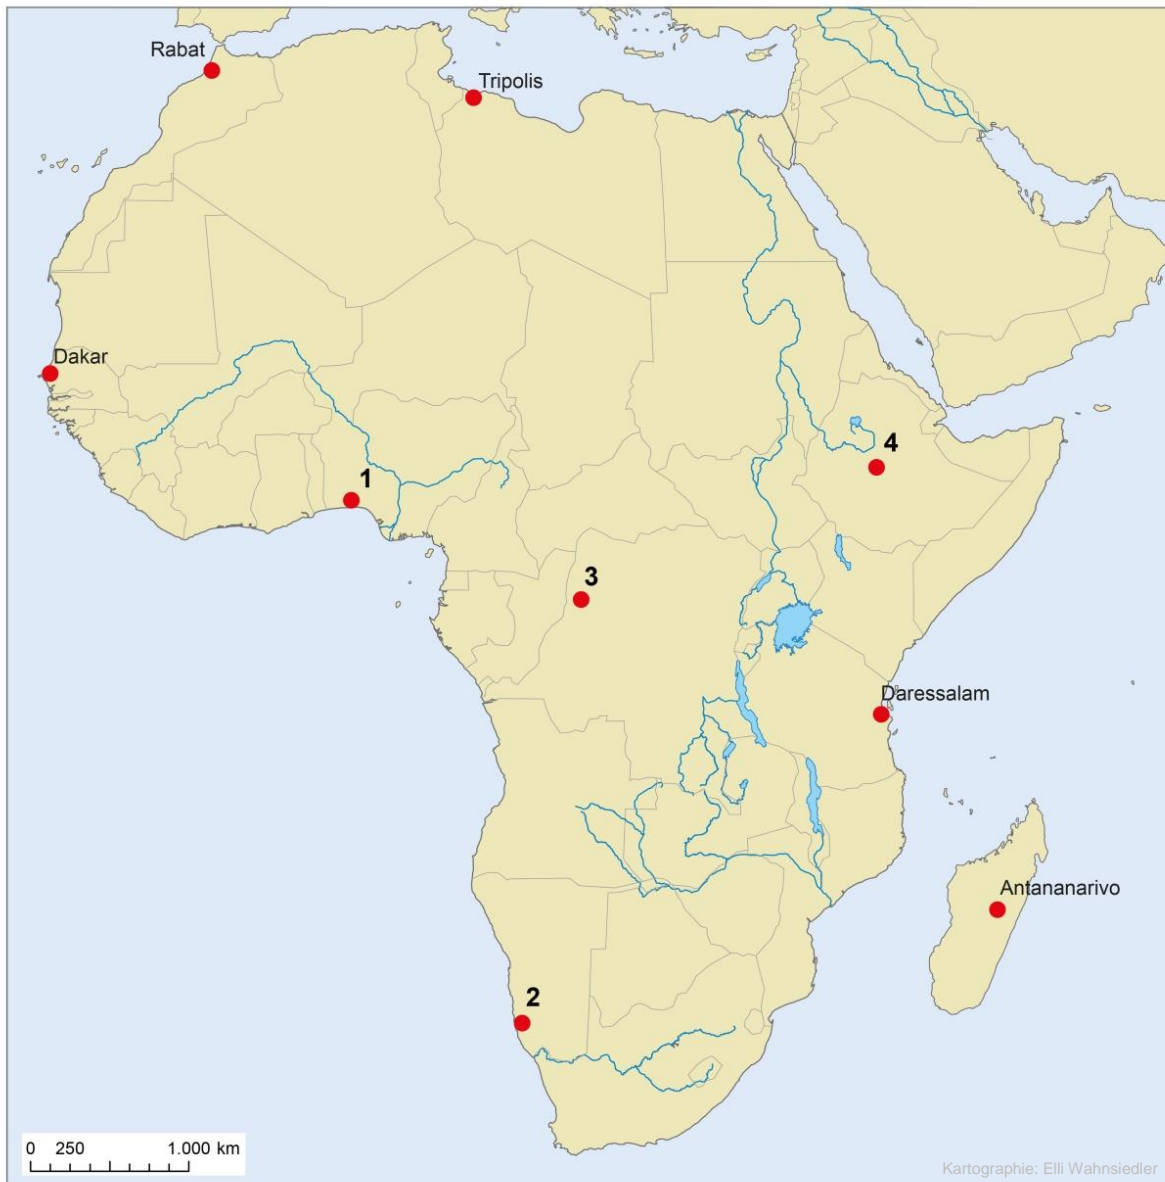 Rabat
Tripolis
Dakar
4
1
3
Daressalam
Antananarivo
2
0 250 1.000 km
Kartographie: Elli Wahnsiedler